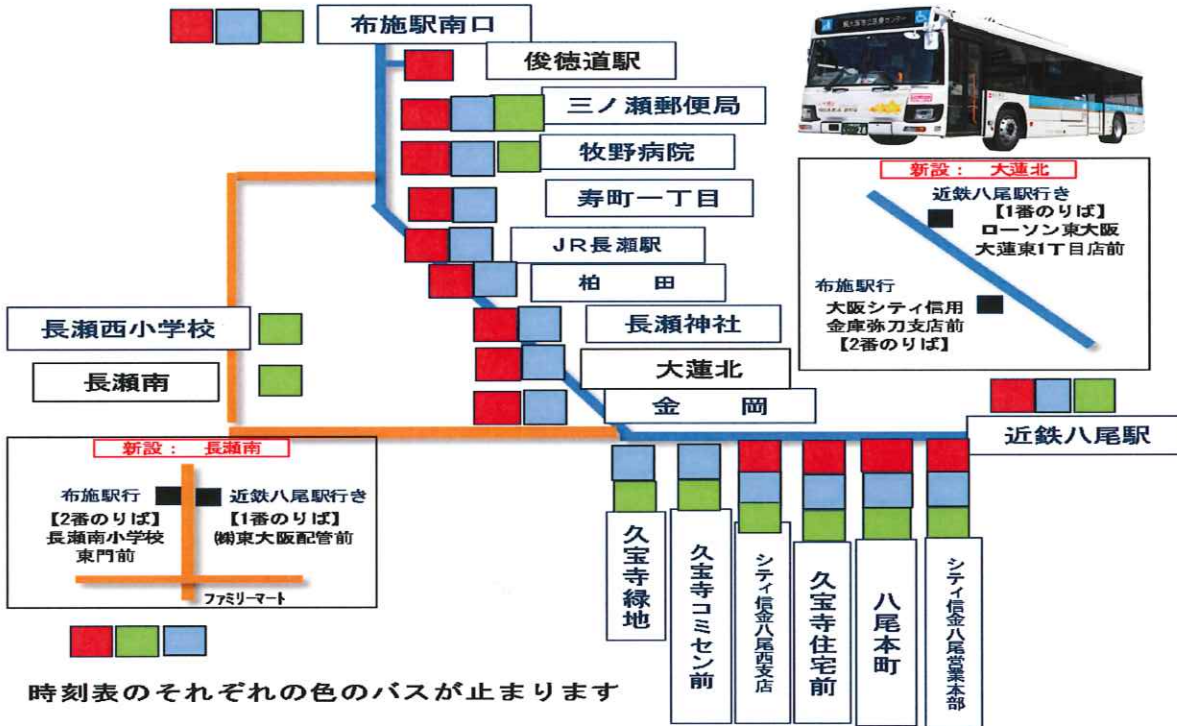 布施駅南口
俊徳道駅
三ノ瀬郵便局
牧野病院
寿町一丁目
JR長瀬駅
柏　田
長瀬神社
大蓮北
金　岡
長瀬西小学校
長瀬南
新設：　大蓮北
近鉄八尾駅行き
【1番のりば】
ローソン東大阪
大蓮東1丁目店前
布施駅行
大阪シティ信用
金庫弥刀支店前
【2番のりば】
近鉄八尾駅
新設：　長瀬南
布施駅行
【2番のりば】
長瀬南小学校
東門前
近鉄八尾駅行き
【1番のりば】
㈱東大阪配管前
ファミリーマート
久宝寺緑地
久宝寺コミセン前
シティ信金八尾西支店
久宝寺住宅前
八尾本町
シティ信金八尾営業本部
時刻表のそれぞれの色のバスが止まります